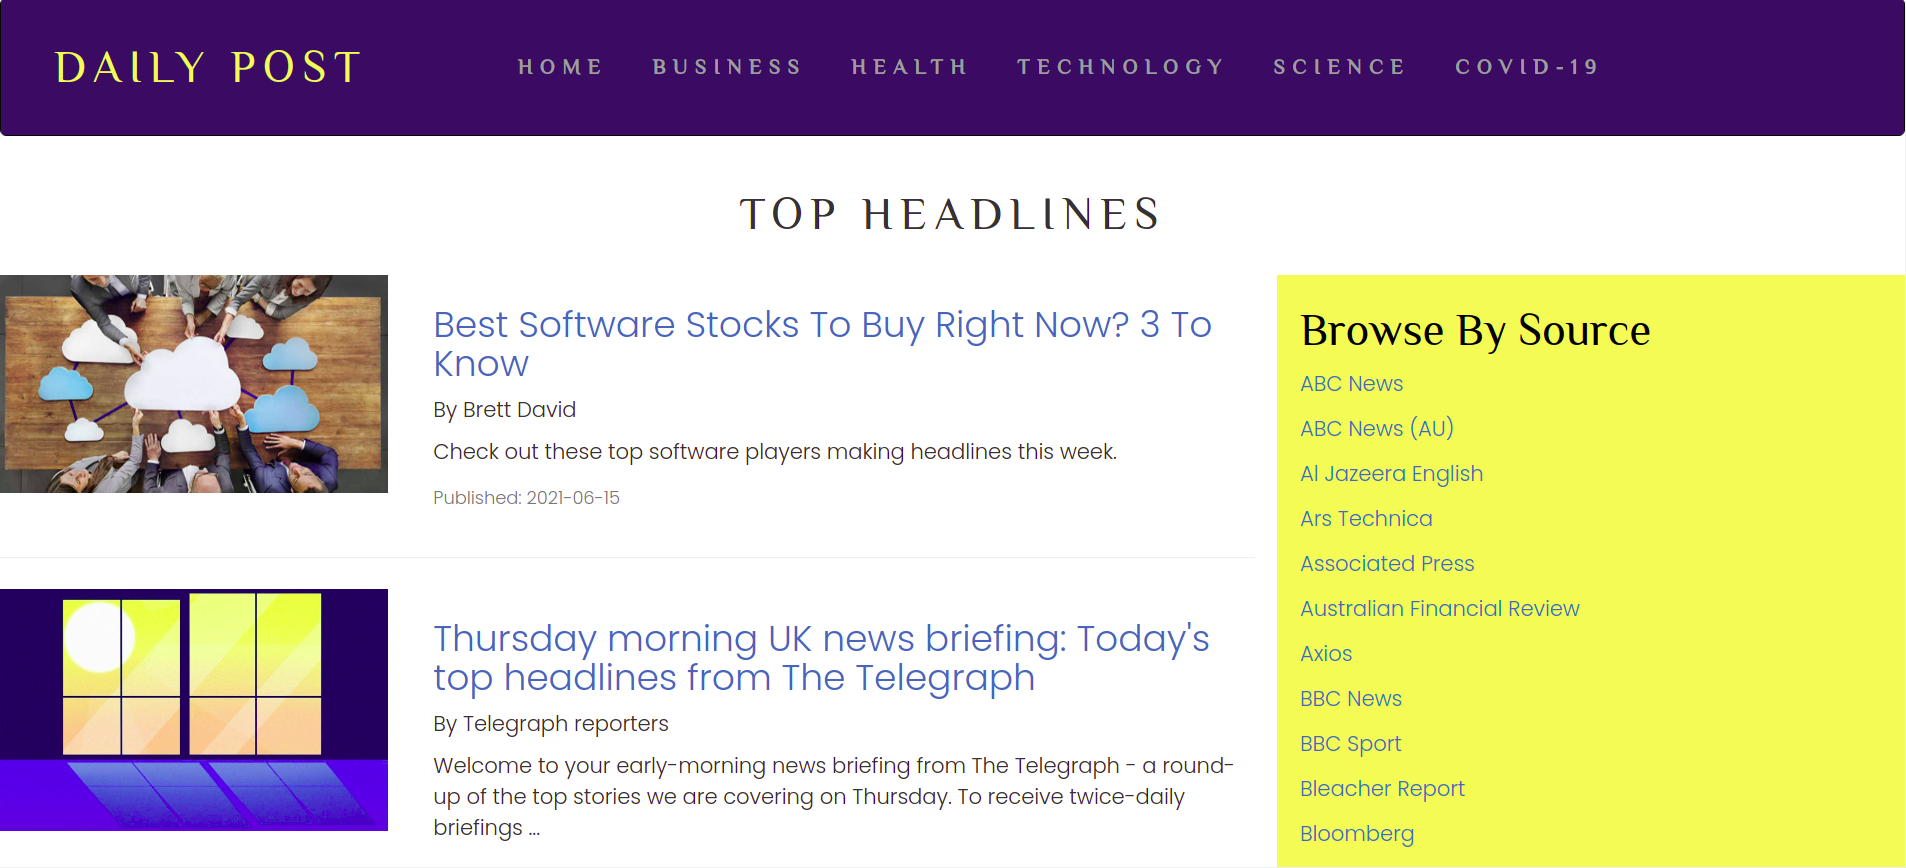 DAILY POST
HOME BUSINESS HEALTH TECHNOLOGY SCIENCE COVID-19
TOP HEADLINES
Best Software Stocks To Buy Right Now? 3 To
Know
By Brett David
Check out these top software players making headlines this week.
Published: 2021-06-15
Thursday morning UK news briefing: Today's
top headlines from The Telegraph
By Telegraph reporters
Welcome to your early-morning news briefing from The Telegraph - a round-
up of the top stories we are covering on Thursday. To receive twice-daily
briefings ...
Browse By Source
ABC News
ABC News (AU)
Al Jazeera English
Ars Technica
Associated Press
Australian Financial Review
Axios
BBC News
BBC Sport
Bleacher Report
Bloomberg